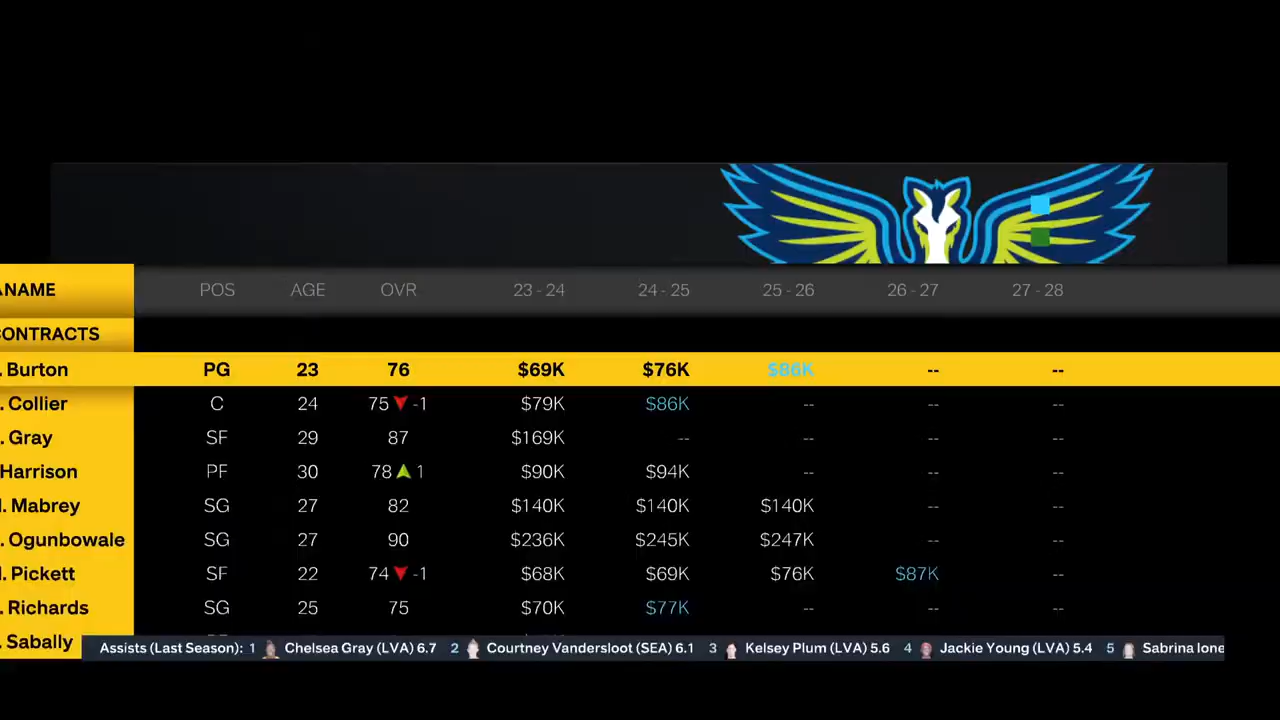 NAME POS AGE OVR 23 - 24 24 - 25 25 - 26 26 - 27 27 - 28
CONTRACTS
. Burton PG 23 76 $69K $76K $86K -- --
. Collier C 24 75 -1 $79K $86K -- -- --
. Gray SF 29 87 $169K -- -- -- --
Harrison PF 30 78 1 $90K $94K -- -- --
. Mabrey SG 27 82 $140K $140K $140K -- --
. Ogunbowale SG 27 90 $236K $245K $247K -- --
. Pickett SF 22 74 -1 $68K $69K $76K $87K --
. Richards SG 25 75 $70K $77K -- -- --
. Sabally
Assists (Last Season): 1 Chelsea Gray (LVA) 6.7 2 Courtney Vandersloot (SEA) 6.1 3 Kelsey Plum (LVA) 5.6 4 Jackie Young (LVA) 5.4 5 Sabrina Ione